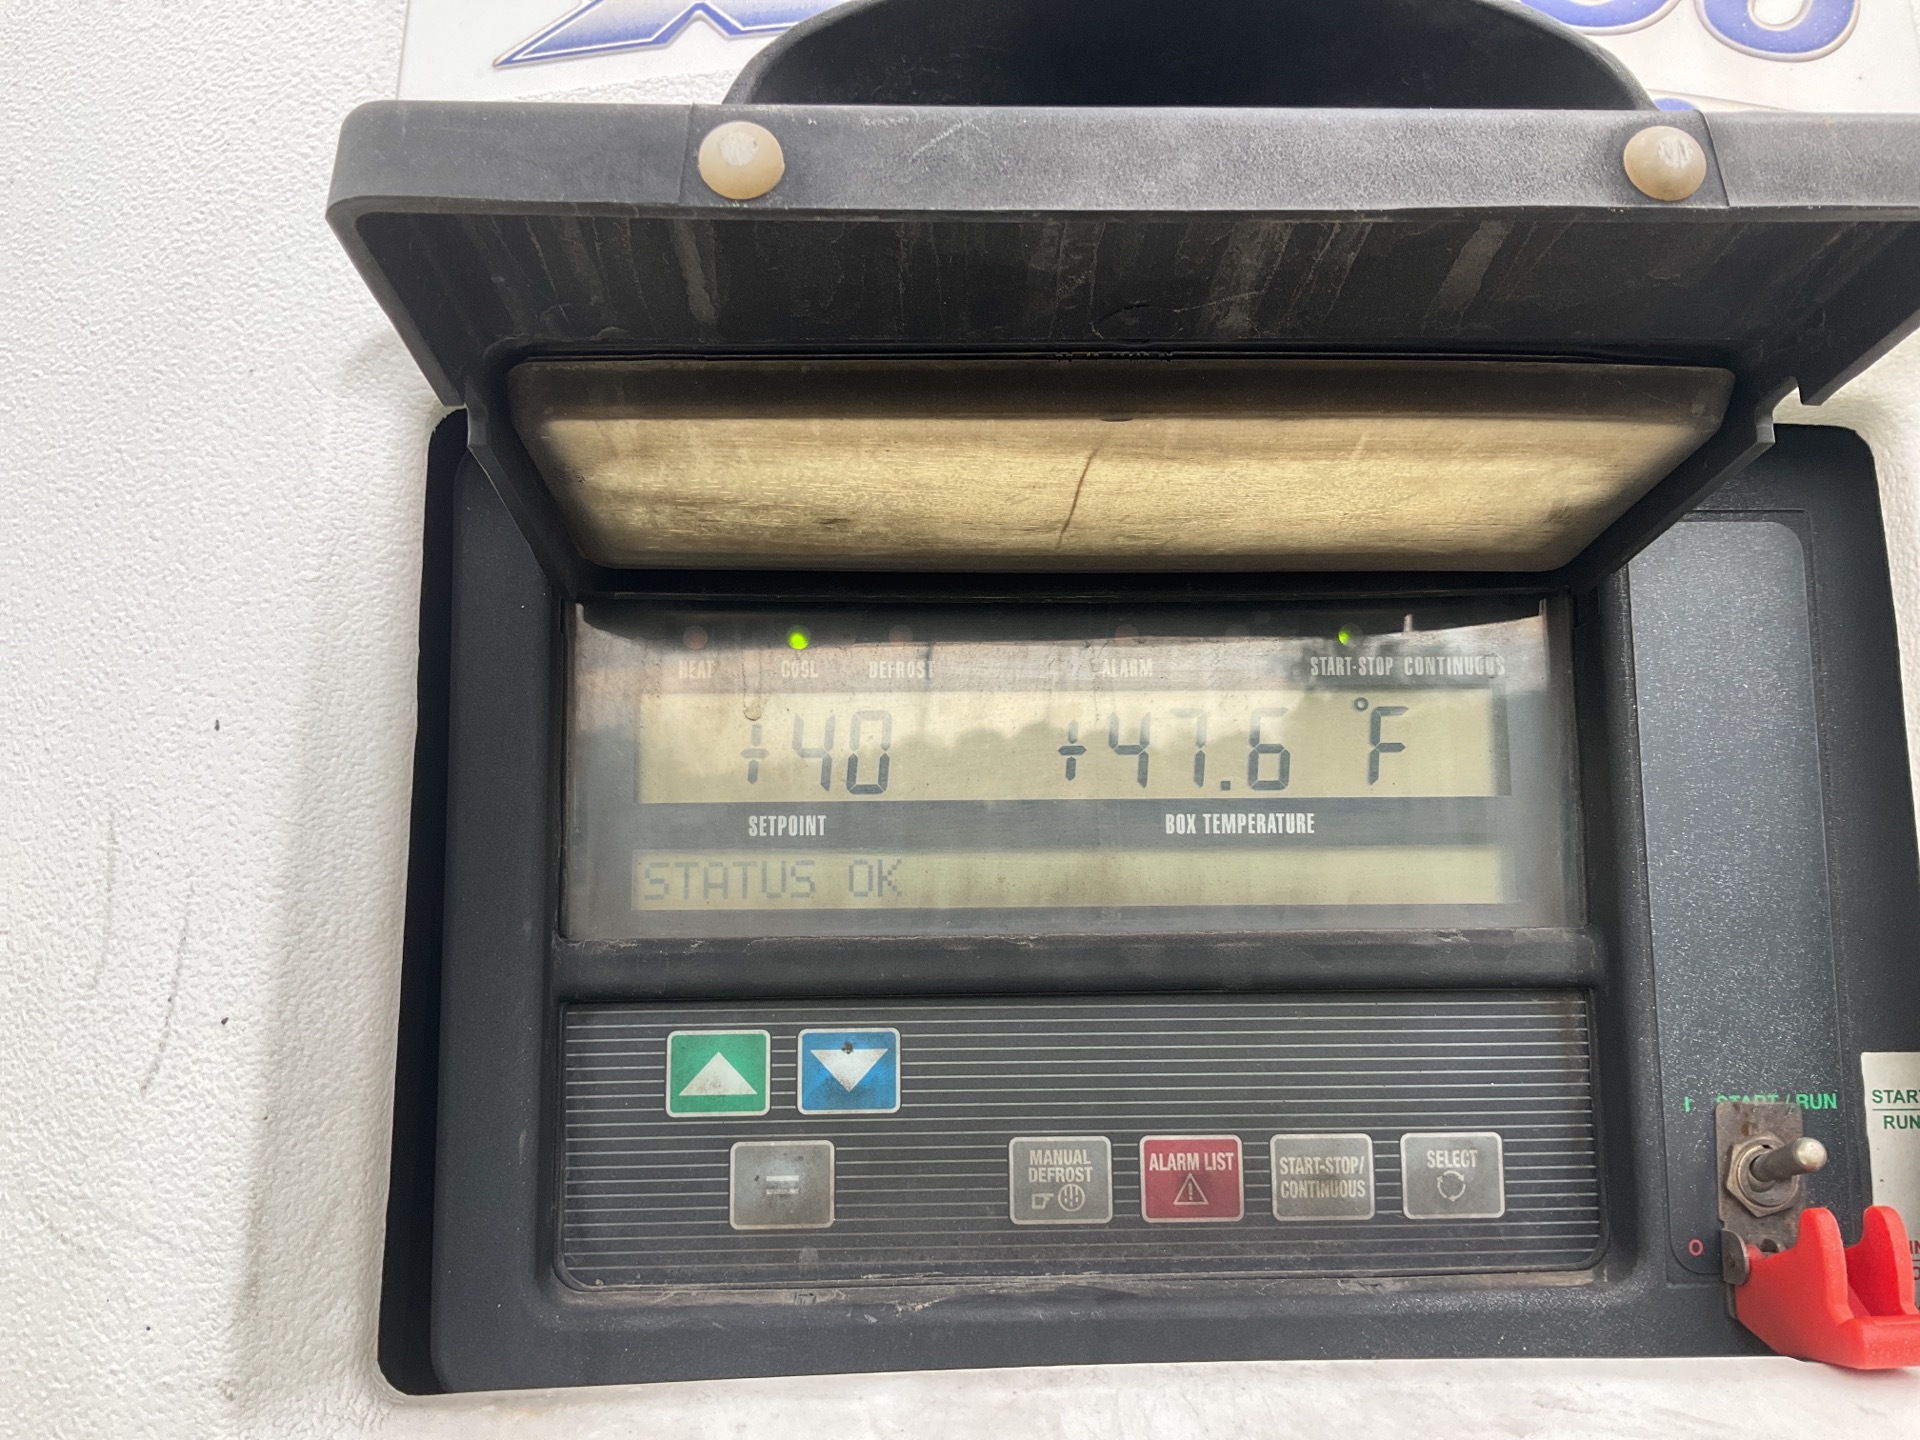 HEAT COOL DEFROST ALARM START-STOP CONTINUOUS
+40 +47.6 °F
SETPOINT BOX TEMPERATURE
STATUS OK
MANUAL DEFROST
ALARM LIST
START-STOP/ CONTINUOUS
SELECT
I START / RUN
O
START
RUN